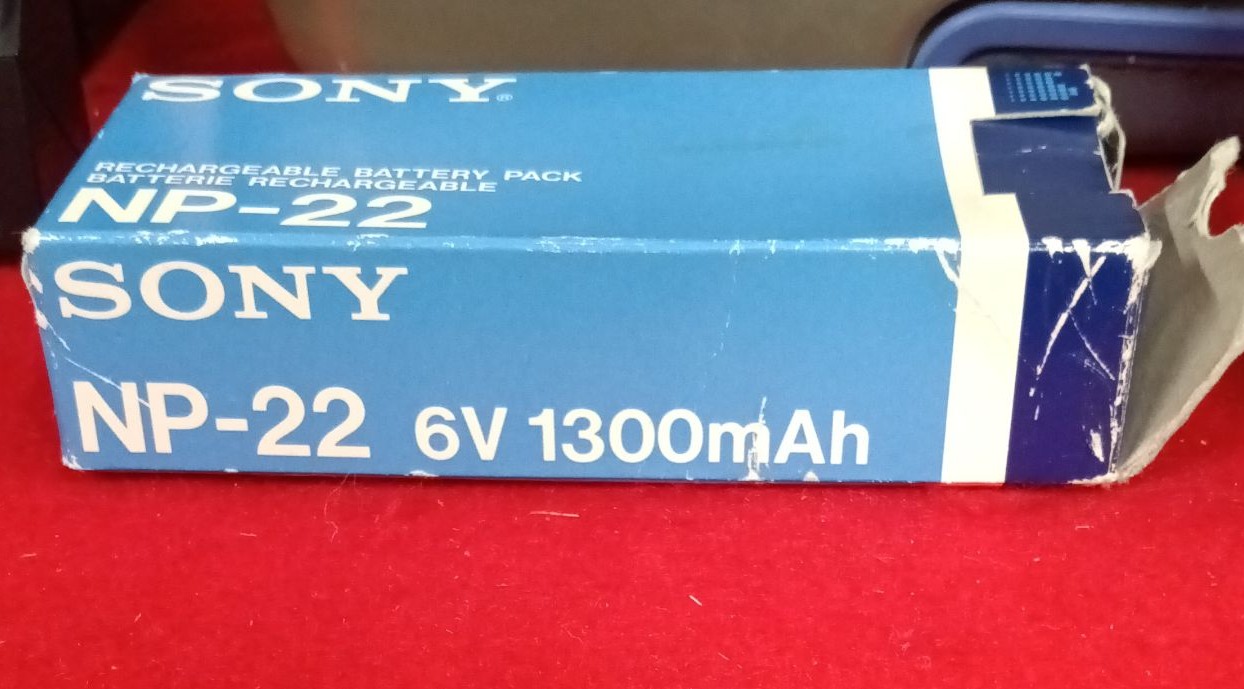 SONY®
RECHARGEABLE BATTERY PACK
BATTERIE RECHARGEABLE
NP-22
SONY
NP-22 6V 1300mAh